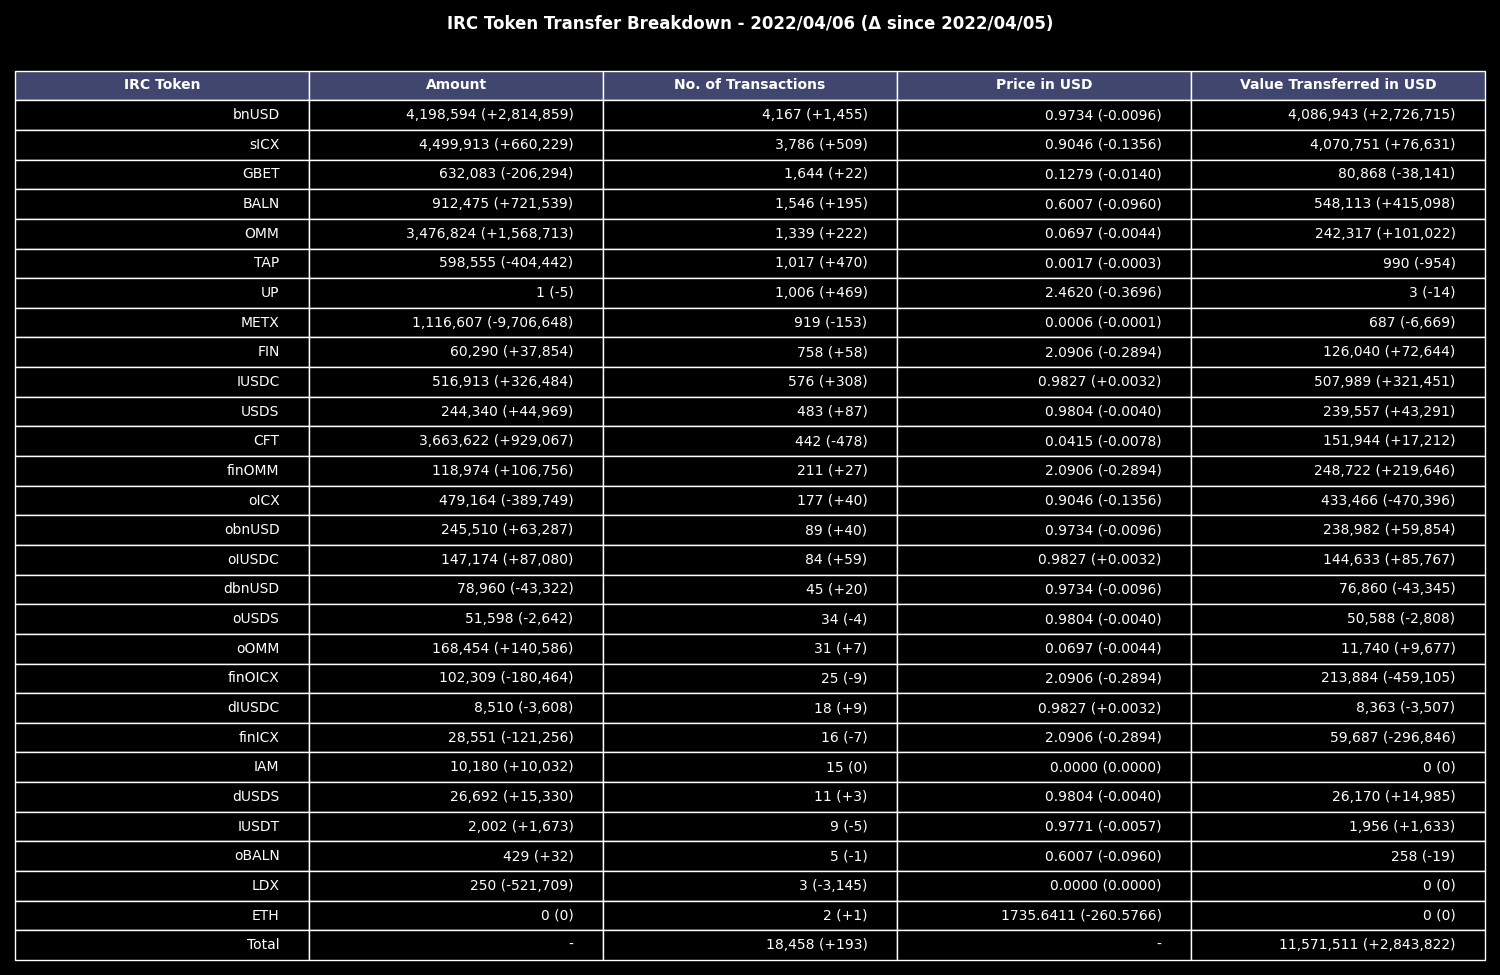 IRC Token Transfer Breakdown - 2022/04/06 (Δ since 2022/04/05)
IRC Token Amount No. of Transactions Price in USD Value Transferred in USD
bnUSD 4,198,594 (+2,814,859) 4,167 (+1,455) 0.9734 (-0.0096) 4,086,943 (+2,726,715)
sICX 4,499,913 (+660,229) 3,786 (+509) 0.9046 (-0.1356) 4,070,751 (+76,631)
GBET 632,083 (-206,294) 1,644 (+22) 0.1279 (-0.0140) 80,868 (-38,141)
BALN 912,475 (+721,539) 1,546 (+195) 0.6007 (-0.0960) 548,113 (+415,098)
OMM 3,476,824 (+1,568,713) 1,339 (+222) 0.0697 (-0.0044) 242,317 (+101,022)
TAP 598,555 (-404,442) 1,017 (+470) 0.0017 (-0.0003) 990 (-954)
UP 1 (-5) 1,006 (+469) 2.4620 (-0.3696) 3 (-14)
METX 1,116,607 (-9,706,648) 919 (-153) 0.0006 (-0.0001) 687 (-6,669)
FIN 60,290 (+37,854) 758 (+58) 2.0906 (-0.2894) 126,040 (+72,644)
IUSDC 516,913 (+326,484) 576 (+308) 0.9827 (+0.0032) 507,989 (+321,451)
USDS 244,340 (+44,969) 483 (+87) 0.9804 (-0.0040) 239,557 (+43,291)
CFT 3,663,622 (+929,067) 442 (-478) 0.0415 (-0.0078) 151,944 (+17,212)
finOMM 118,974 (+106,756) 211 (+27) 2.0906 (-0.2894) 248,722 (+219,646)
oICX 479,164 (-389,749) 177 (+40) 0.9046 (-0.1356) 433,466 (-470,396)
obnUSD 245,510 (+63,287) 89 (+40) 0.9734 (-0.0096) 238,982 (+59,854)
oIUSDC 147,174 (+87,080) 84 (+59) 0.9827 (+0.0032) 144,633 (+85,767)
dbnUSD 78,960 (-43,322) 45 (+20) 0.9734 (-0.0096) 76,860 (-43,345)
oUSDS 51,598 (-2,642) 34 (-4) 0.9804 (-0.0040) 50,588 (-2,808)
oOMM 168,454 (+140,586) 31 (+7) 0.0697 (-0.0044) 11,740 (+9,677)
finOICX 102,309 (-180,464) 25 (-9) 2.0906 (-0.2894) 213,884 (-459,105)
dIUSDC 8,510 (-3,608) 18 (+9) 0.9827 (+0.0032) 8,363 (-3,507)
finICX 28,551 (-121,256) 16 (-7) 2.0906 (-0.2894) 59,687 (-296,846)
IAM 10,180 (+10,032) 15 (0) 0.0000 (0.0000) 0 (0)
dUSDS 26,692 (+15,330) 11 (+3) 0.9804 (-0.0040) 26,170 (+14,985)
IUSDT 2,002 (+1,673) 9 (-5) 0.9771 (-0.0057) 1,956 (+1,633)
oBALN 429 (+32) 5 (-1) 0.6007 (-0.0960) 258 (-19)
LDX 250 (-521,709) 3 (-3,145) 0.0000 (0.0000) 0 (0)
ETH 0 (0) 2 (+1) 1735.6411 (-260.5766) 0 (0)
Total - 18,458 (+193) - 11,571,511 (+2,843,822)